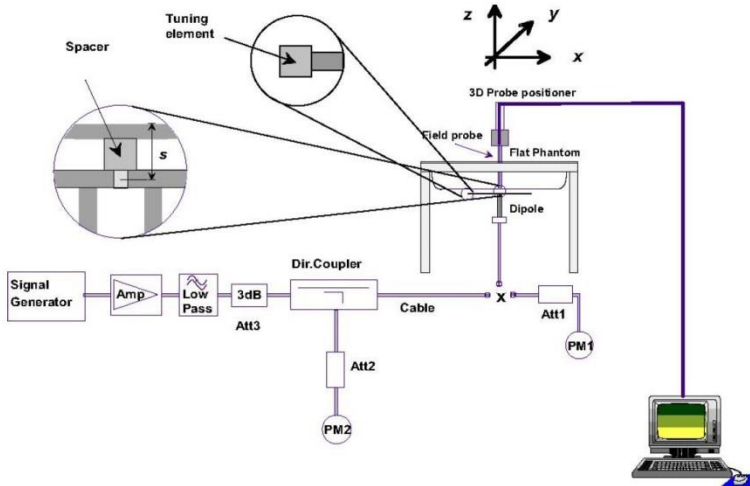 Tuning
element
Spacer
s
z
y
x
3D Probe positioner
Field probe
Flat Phantom
Dipole
Signal
Generator
Amp
Low
Pass
3dB
Att3
Dir.Coupler
Cable
x
Att1
PM1
Att2
PM2